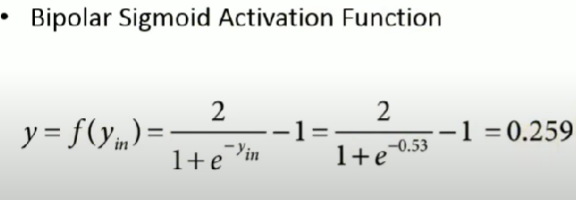 • Bipolar Sigmoid Activation Function
y = f(y_in) = 2/(1+e^(-y_in)) - 1 = 2/(1+e^(-0.53)) - 1 = 0.259